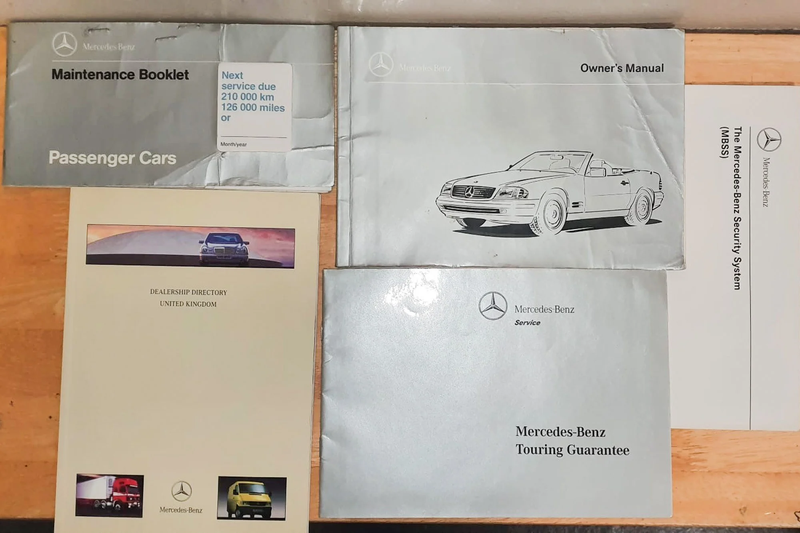 Mercedes-Benz
Maintenance Booklet
Next
service due
210 000 km
126 000 miles
or
Month/year
Passenger Cars
Mercedes-Benz
Owner's Manual
Mercedes-Benz
The Mercedes-Benz Security System
(MBSS)
DEALERSHIP DIRECTORY
UNITED KINGDOM
Mercedes-Benz
Mercedes-Benz
Service
Mercedes-Benz
Touring Guarantee